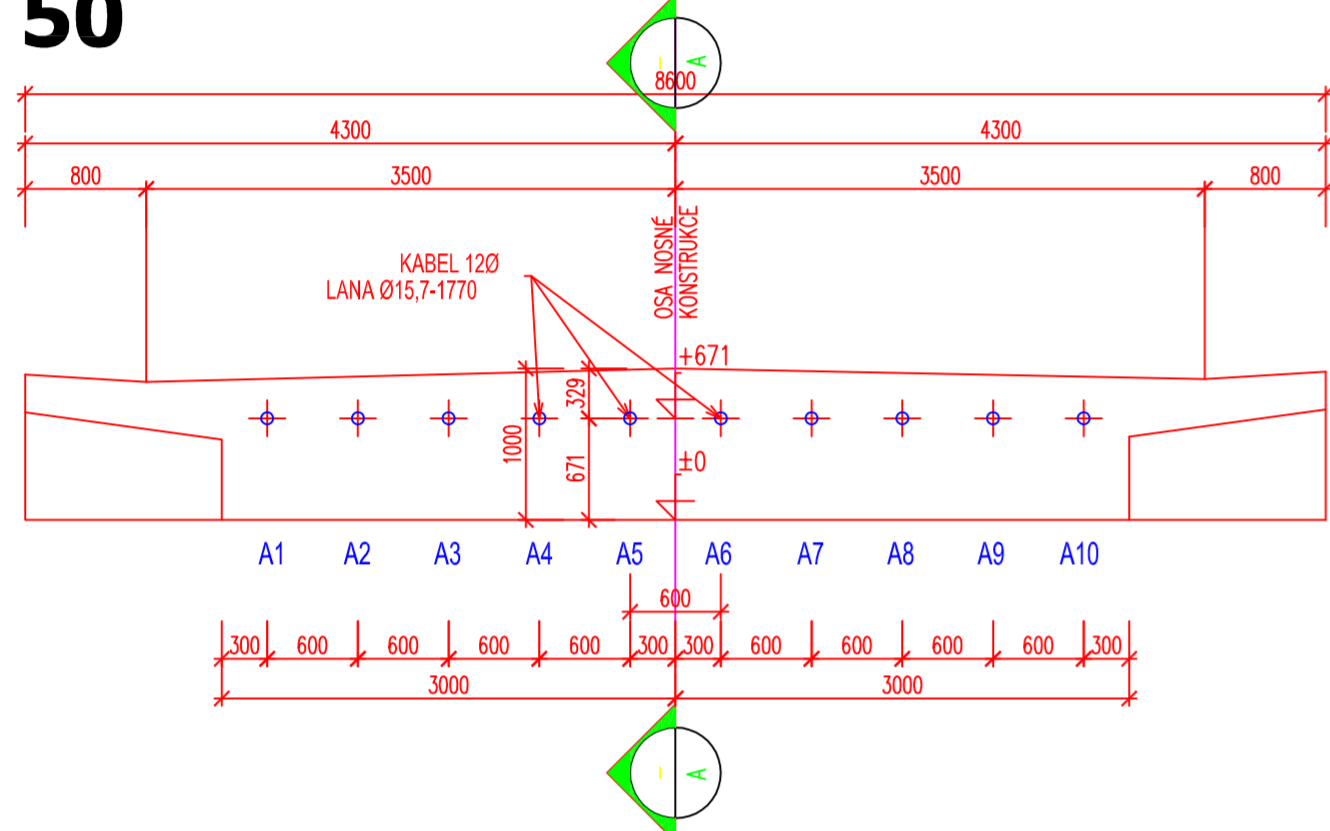 50
A
8600
4300 4300
800 3500 3500 800
OSA NOSNÉ
KONSTRUKCE
KABEL 12Ø
LANA Ø15,7-1770
+671
329
1000
671
±0
A1 A2 A3 A4 A5 A6 A7 A8 A9 A10
600
300 600 600 600 600 300 300 600 600 600 600 300
3000 3000
A